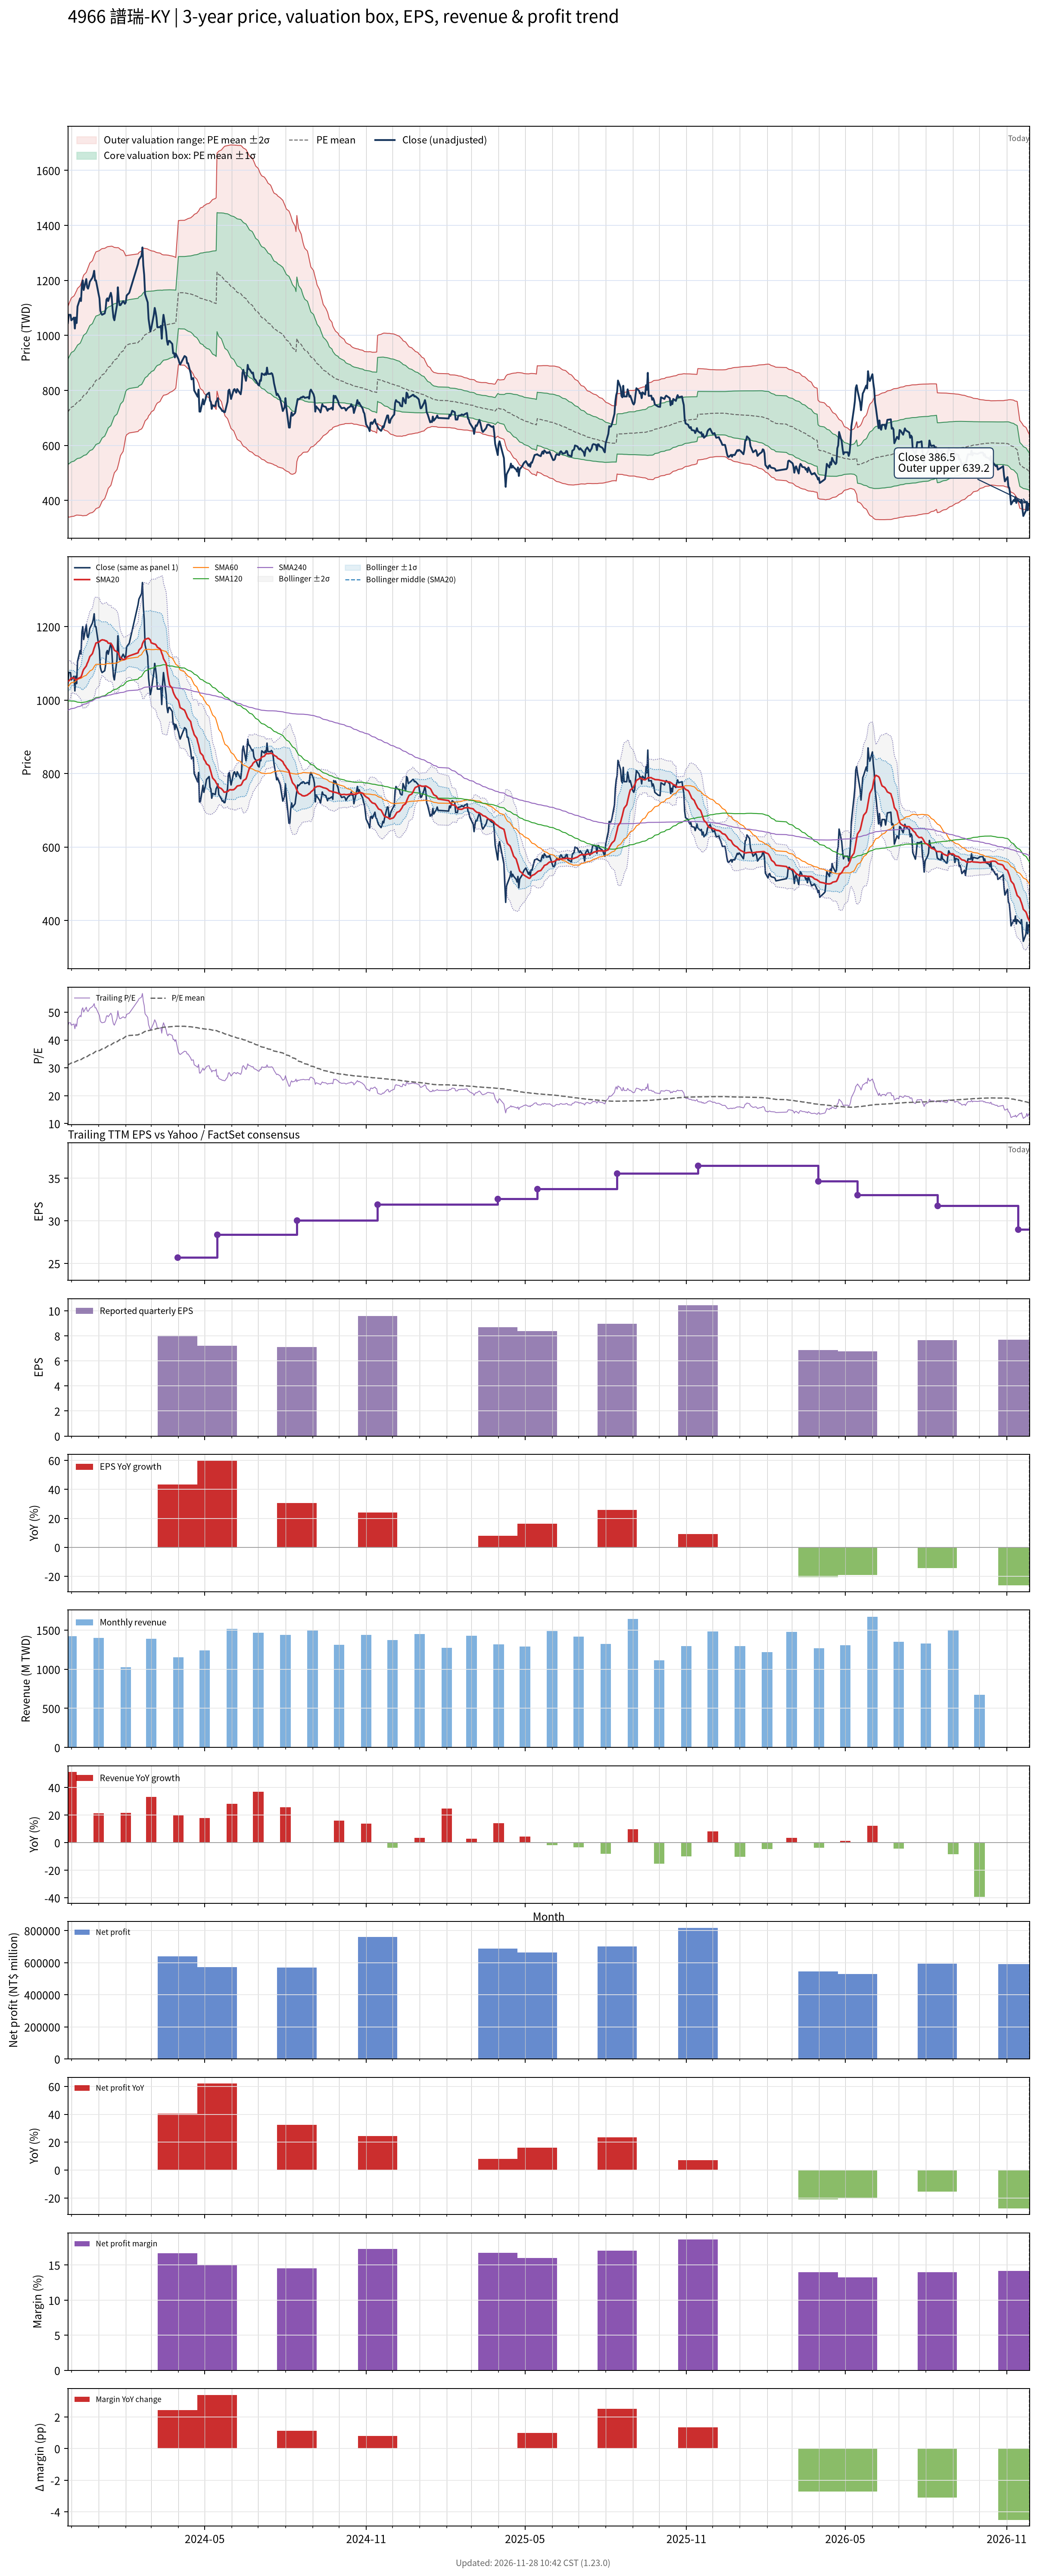 4966 譜瑞-KY | 3-year price, valuation box, EPS, revenue & profit trend
Outer valuation range: PE mean ±2σ
PE mean
Close (unadjusted)
Core valuation box: PE mean ±1σ
Today
1600
1400
1200
1000
800
600
400
Price (TWD)
Close 386.5
Outer upper 639.2
Close (same as panel 1)
SMA20
SMA60
SMA120
SMA240
Bollinger ±2σ
Bollinger ±1σ
Bollinger middle (SMA20)
1200
1000
800
600
400
Price
Trailing P/E
P/E mean
50
40
30
20
10
P/E
Trailing TTM EPS vs Yahoo / FactSet consensus
Today
35
30
25
EPS
Reported quarterly EPS
10
8
6
4
2
0
EPS
EPS YoY growth
60
40
20
0
-20
YoY (%)
Monthly revenue
1500
1000
500
0
Revenue (M TWD)
Revenue YoY growth
40
20
0
-20
-40
YoY (%)
Month
Net profit
800000
600000
400000
200000
0
Net profit (NT$ million)
Net profit YoY
60
40
20
0
-20
YoY (%)
Net profit margin
15
10
5
0
Margin (%)
Margin YoY change
2
0
-2
-4
Δ margin (pp)
2024-05
2024-11
2025-05
2025-11
2026-05
2026-11
Updated: 2026-11-28 10:42 CST (1.23.0)